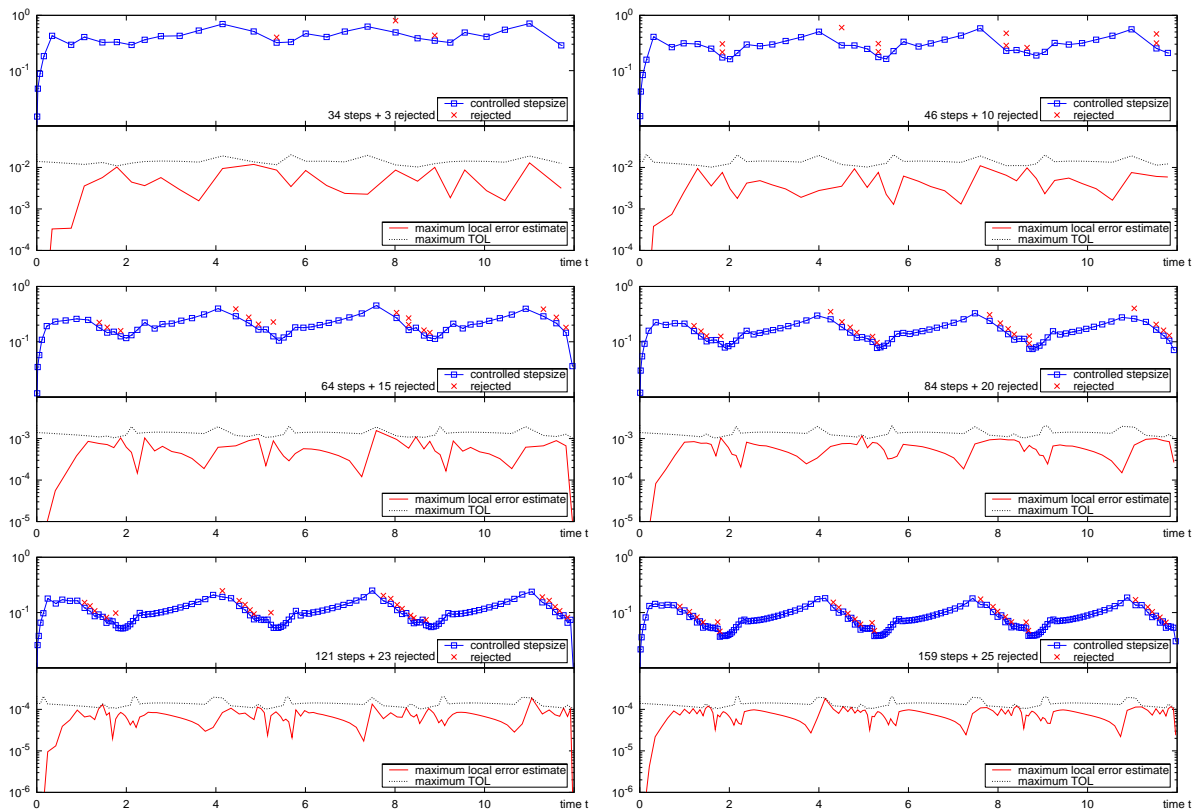 10^0
10^-1
controlled stepsize
34 steps + 3 rejected
rejected
10^-2
10^-3
maximum local error estimate
maximum TOL
10^-4
0 2 4 6 8 10 time t
10^0
10^-1
controlled stepsize
46 steps + 10 rejected
rejected
10^-2
10^-3
maximum local error estimate
maximum TOL
10^-4
0 2 4 6 8 10 time t
10^0
10^-1
controlled stepsize
64 steps + 15 rejected
rejected
10^-3
10^-4
maximum local error estimate
maximum TOL
10^-5
0 2 4 6 8 10 time t
10^0
10^-1
controlled stepsize
84 steps + 20 rejected
rejected
10^-3
10^-4
maximum local error estimate
maximum TOL
10^-5
0 2 4 6 8 10 time t
10^0
10^-1
controlled stepsize
121 steps + 23 rejected
rejected
10^-4
10^-5
maximum local error estimate
maximum TOL
10^-6
0 2 4 6 8 10 time t
10^0
10^-1
controlled stepsize
159 steps + 25 rejected
rejected
10^-4
10^-5
maximum local error estimate
maximum TOL
10^-6
0 2 4 6 8 10 time t